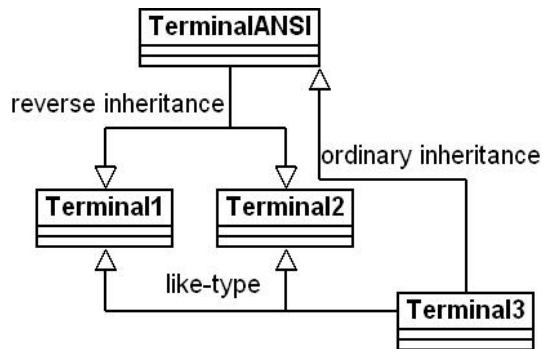 TerminalANSI
reverse inheritance
ordinary inheritance
Terminal1
Terminal2
like-type
Terminal3